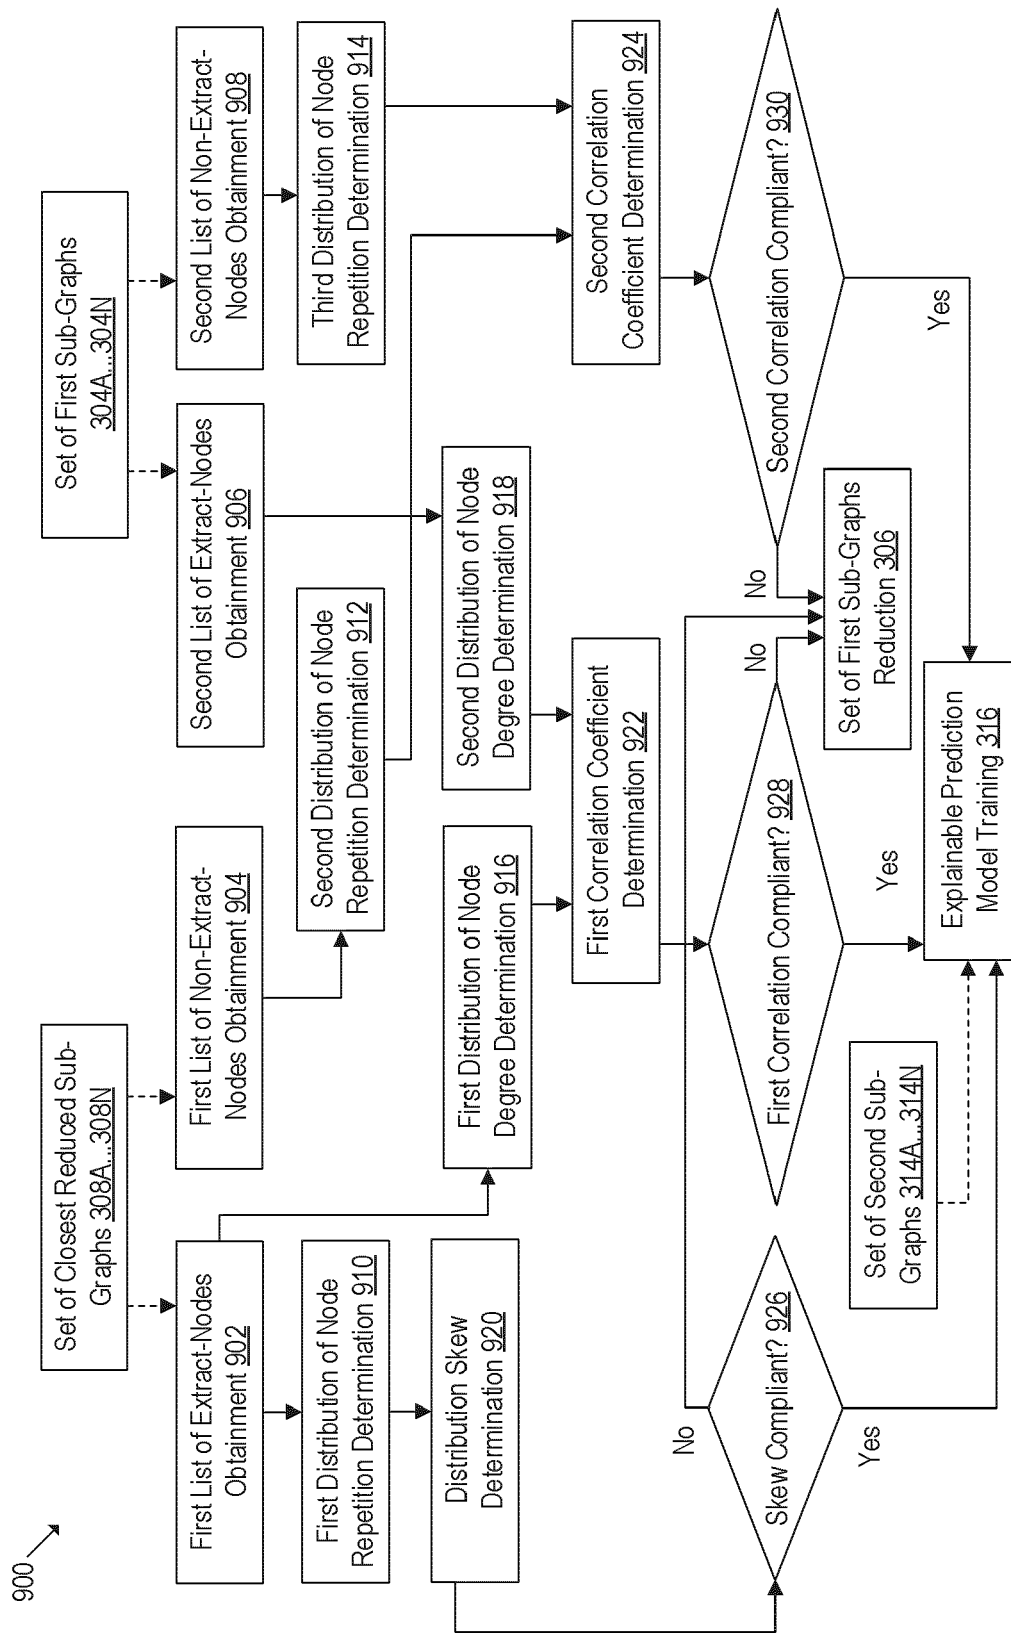 900
Set of Closest Reduced Sub-
Graphs 308A...308N
Set of First Sub-Graphs
304A...304N
First List of Extract-Nodes
Obtainment 902
First List of Non-Extract-
Nodes Obtainment 904
Second List of Extract-Nodes
Obtainment 906
Second List of Non-Extract-
Nodes Obtainment 908
First Distribution of Node
Repetition Determination 910
Second Distribution of Node
Repetition Determination 912
Third Distribution of Node
Repetition Determination 914
Distribution Skew
Determination 920
First Distribution of Node
Degree Determination 916
Second Distribution of Node
Degree Determination 918
First Correlation Coefficient
Determination 922
Second Correlation
Coefficient Determination 924
Skew Compliant? 926
First Correlation Compliant? 928
Second Correlation Compliant? 930
No
Yes
No
Yes
No
Yes
Set of Second Sub-
Graphs 314A...314N
Set of First Sub-Graphs
Reduction 306
Explainable Prediction
Model Training 316